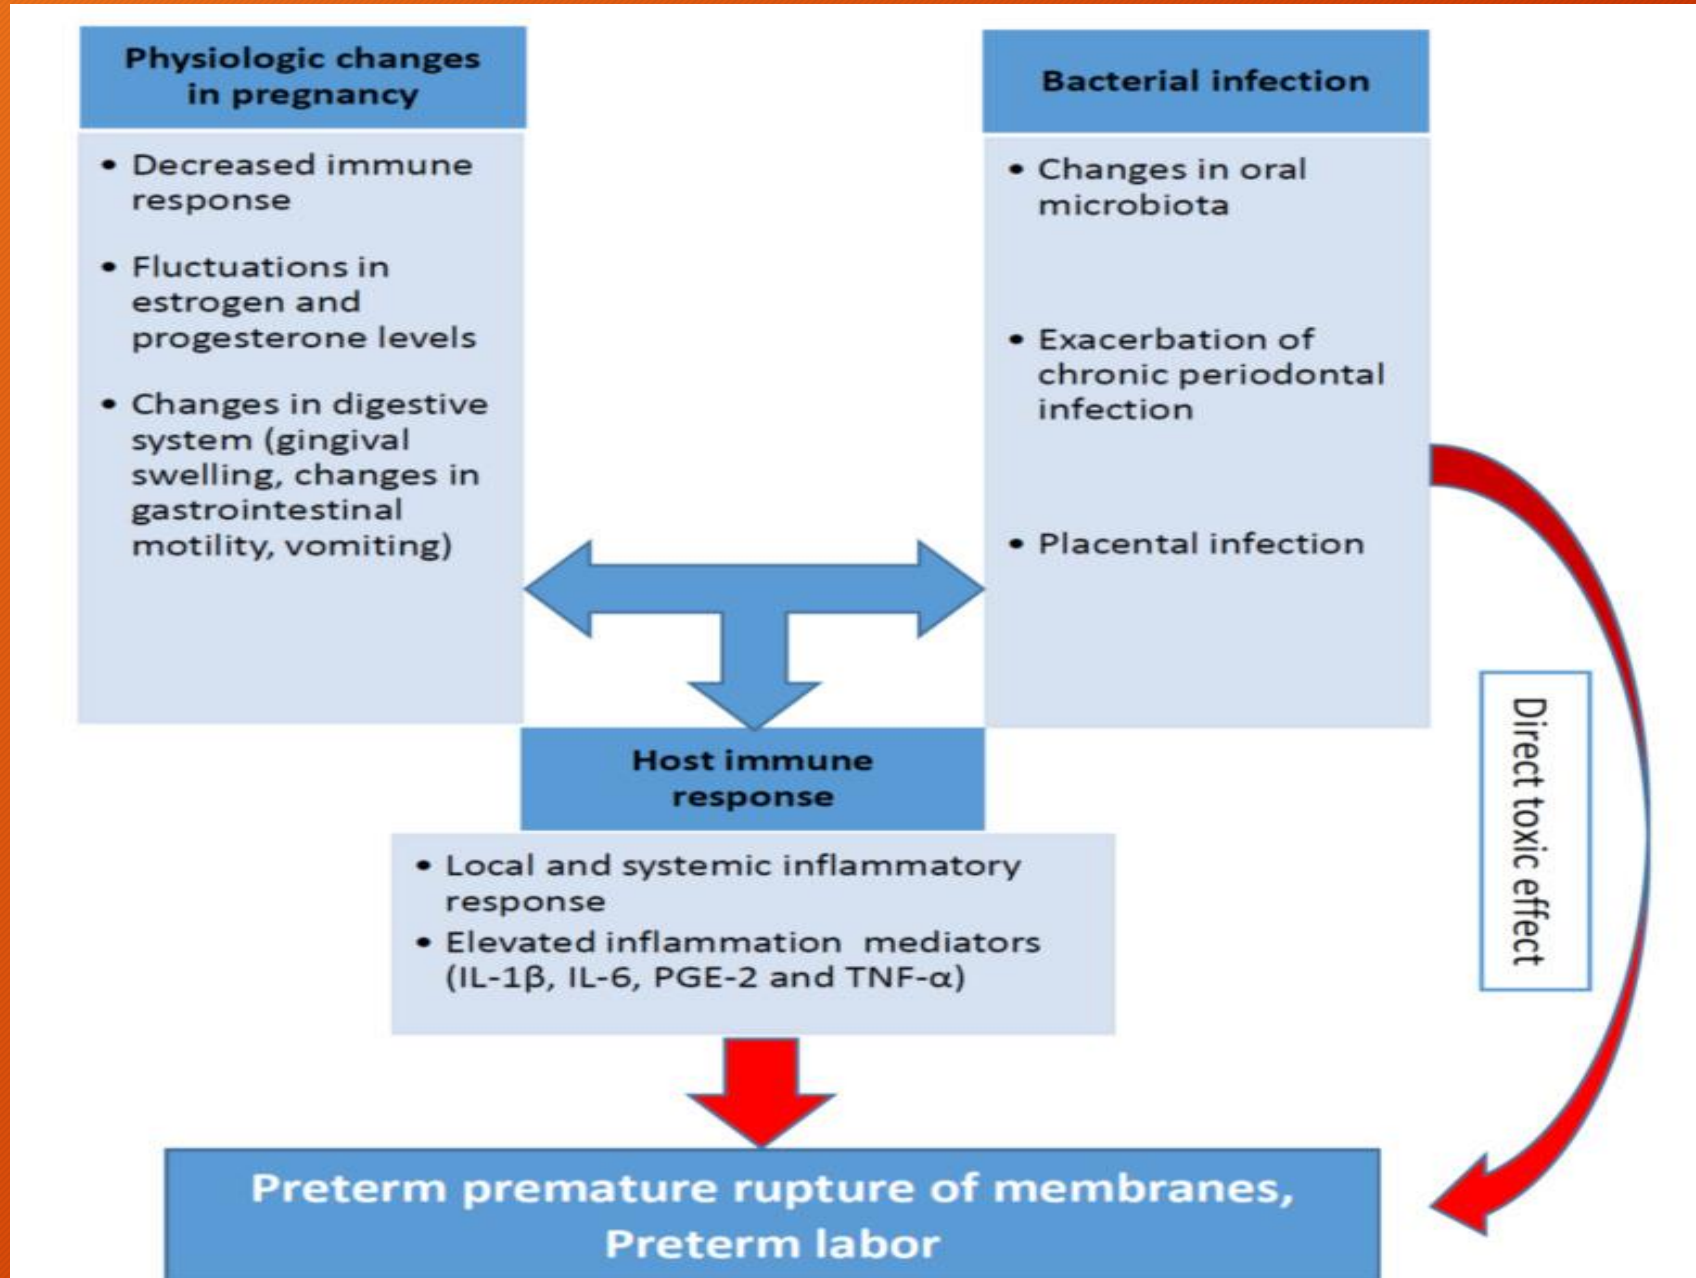 Physiologic changes
in pregnancy
• Decreased immune
response
• Fluctuations in
estrogen and
progesterone levels
• Changes in digestive
system (gingival
swelling, changes in
gastrointestinal
motility, vomiting)
Bacterial infection
• Changes in oral
microbiota
• Exacerbation of
chronic periodontal
infection
• Placental infection
Direct toxic effect
Host immune
response
• Local and systemic inflammatory
response
• Elevated inflammation mediators
(IL-1β, IL-6, PGE-2 and TNF-α)
Preterm premature rupture of membranes,
Preterm labor